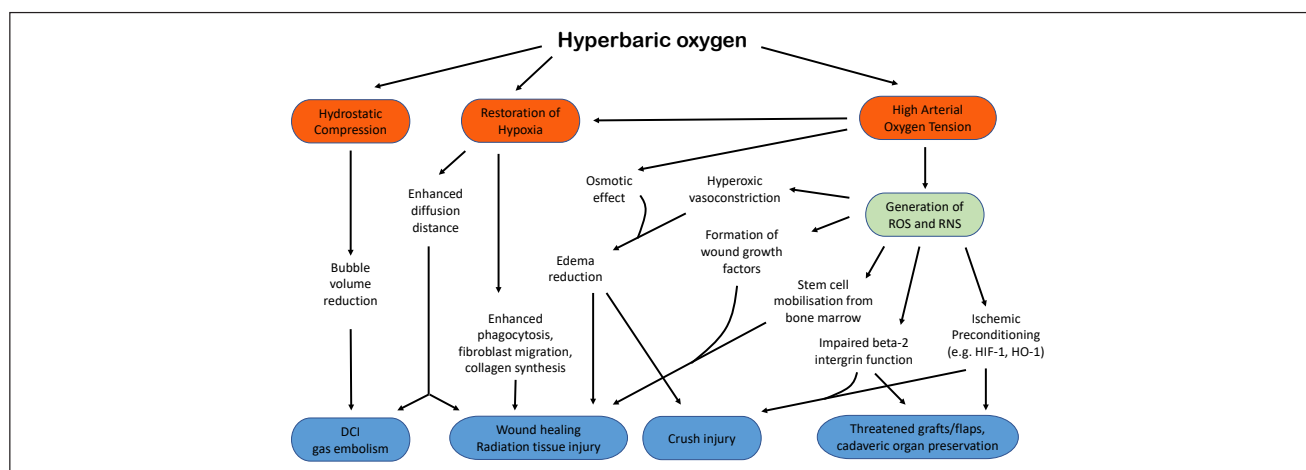 Hyperbaric oxygen
Hydrostatic
Compression
Restoration of
Hypoxia
High Arterial
Oxygen Tension
Osmotic
effect
Hyperoxic
vasoconstriction
Enhanced
diffusion
distance
Generation of
ROS and RNS
Formation of
wound growth
factors
Edema
reduction
Bubble
volume
reduction
Stem cell
mobilisation from
bone marrow
Enhanced
phagocytosis,
fibroblast migration,
collagen synthesis
Impaired beta-2
intergrin function
Ischemic
Preconditioning
(e.g. HIF-1, HO-1)
DCI
gas embolism
Wound healing
Radiation tissue injury
Crush injury
Threatened grafts/flaps,
cadaveric organ preservation